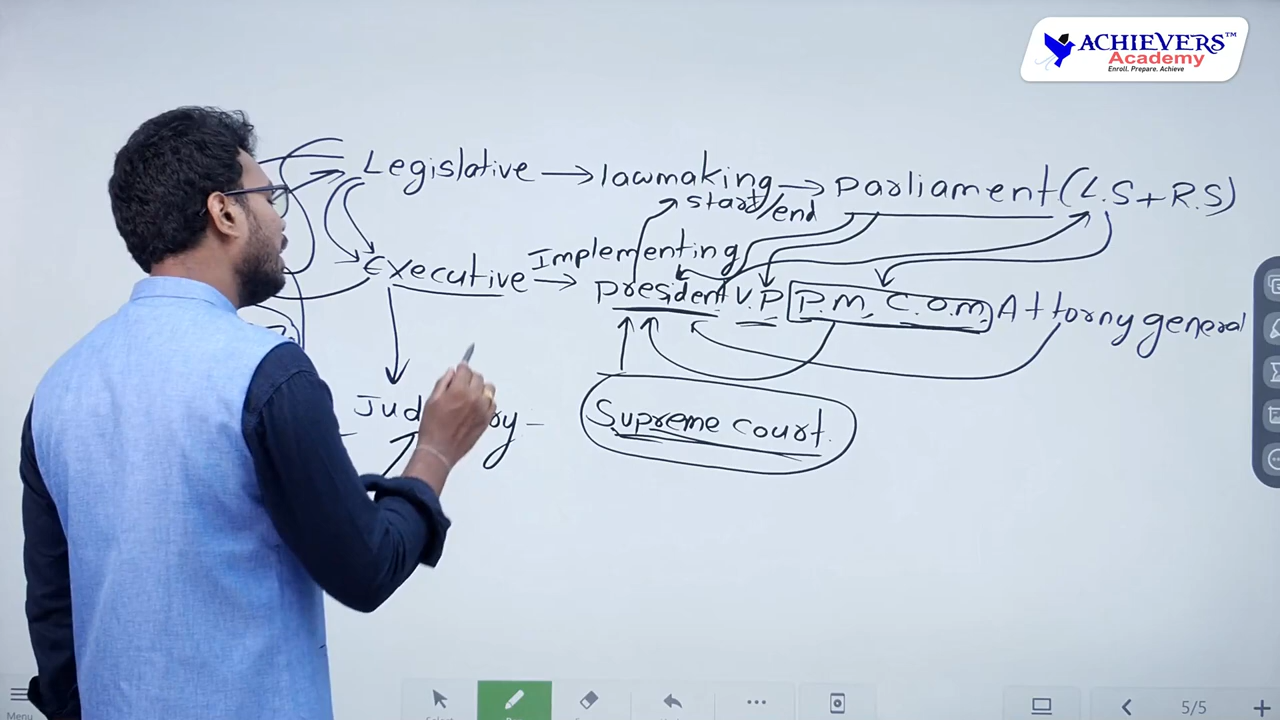 ACHIEVERS™
Academy
Enroll. Prepare. Achieve
Legislative → lawmaking → Parliament (L.S + R.S)
start/end
Executive → Implementing
president V.P P.M, C.O.M, Attorny general
Supreme court.
Menu
5/5